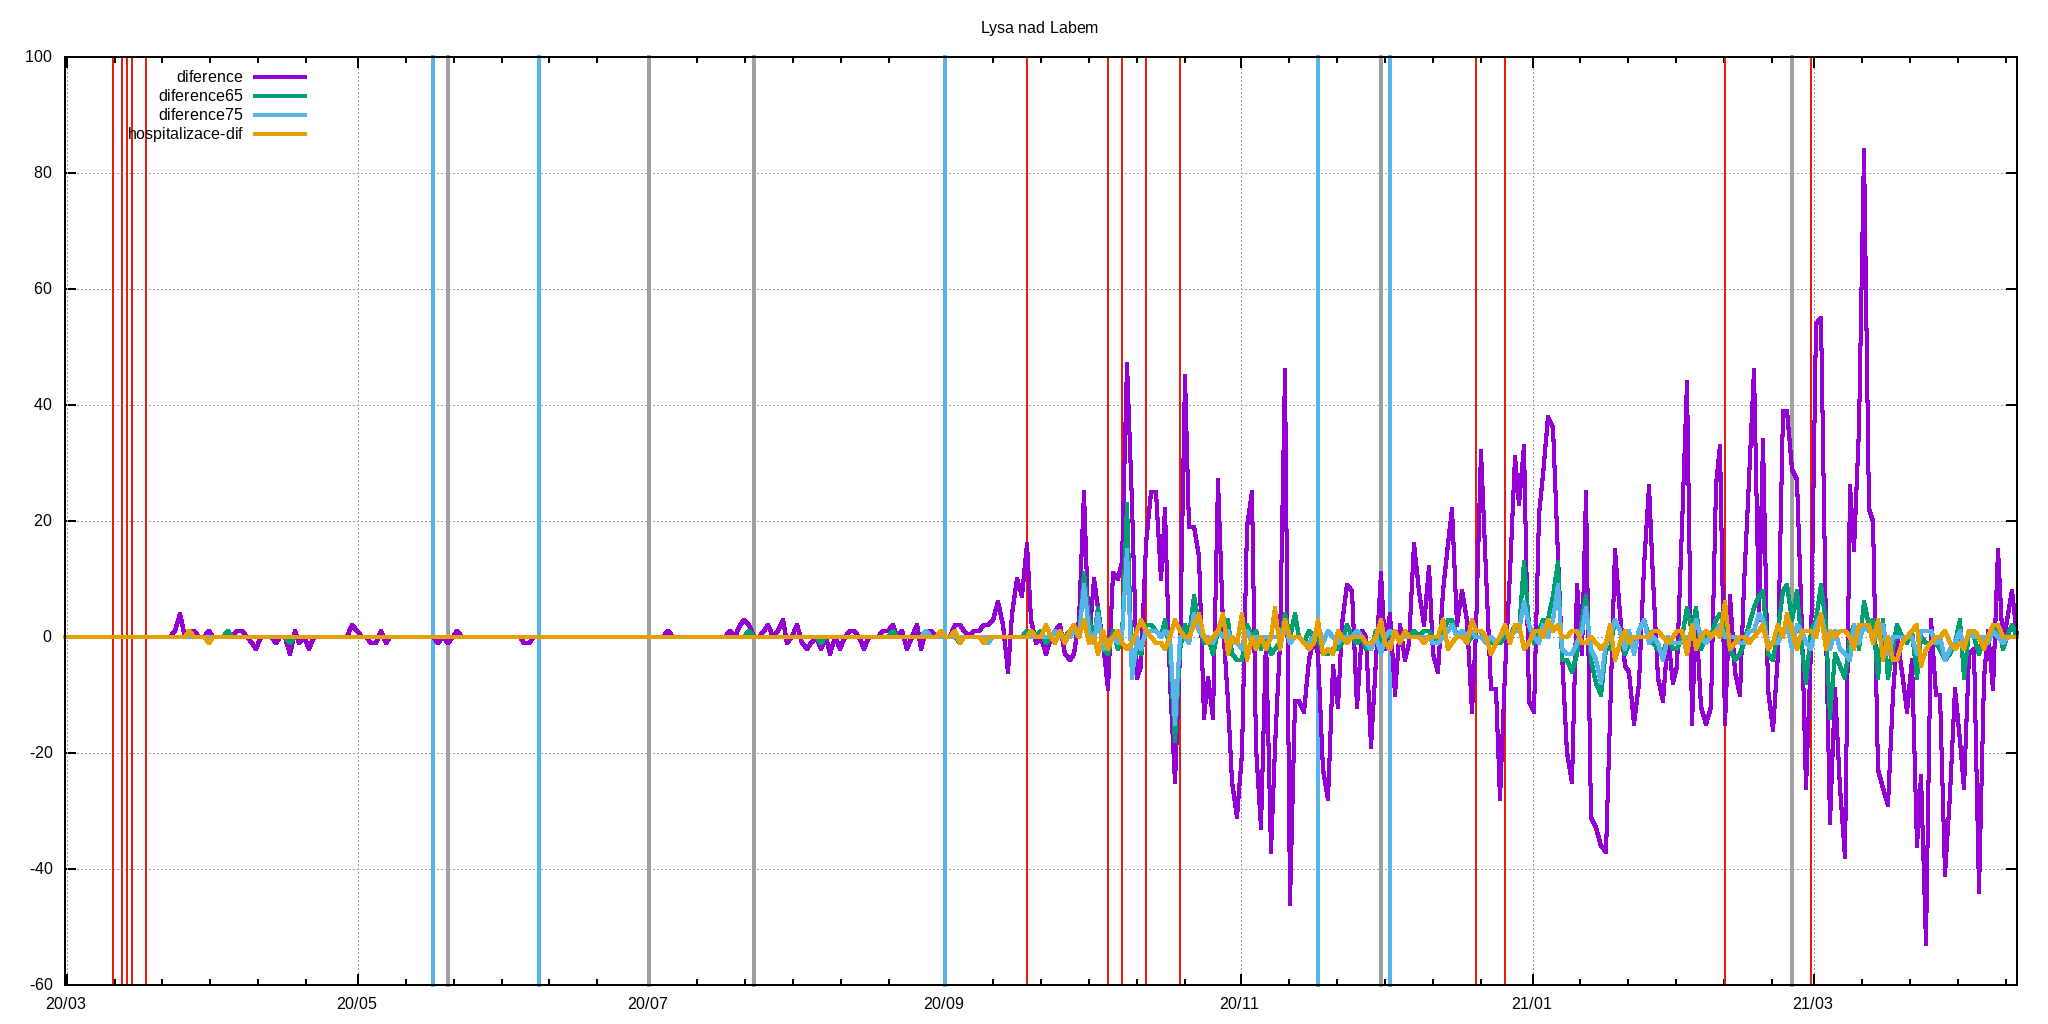 Lysa nad Labem
100
diference
diference65
diference75
hospitalizace-dif
80
60
40
20
0
-20
-40
-60
20/03 20/05 20/07 20/09 20/11 21/01 21/03